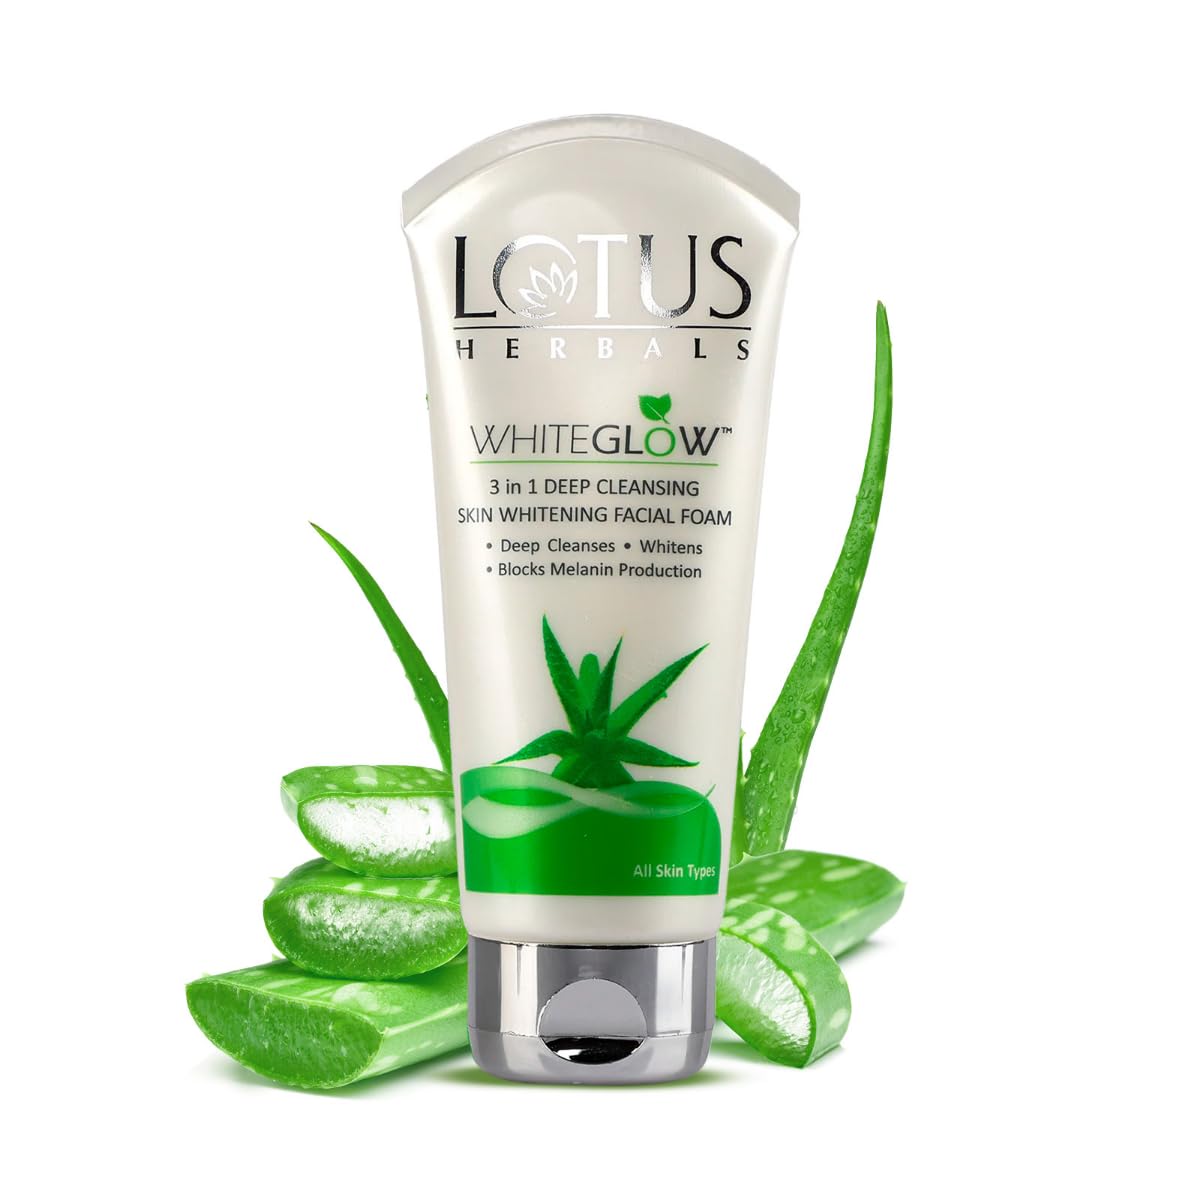 LOTUS
HERBALS
WHITEGLOW™
3 in 1 DEEP CLEANSING
SKIN WHITENING FACIAL FOAM
• Deep Cleanses • Whitens
• Blocks Melanin Production
All Skin Types